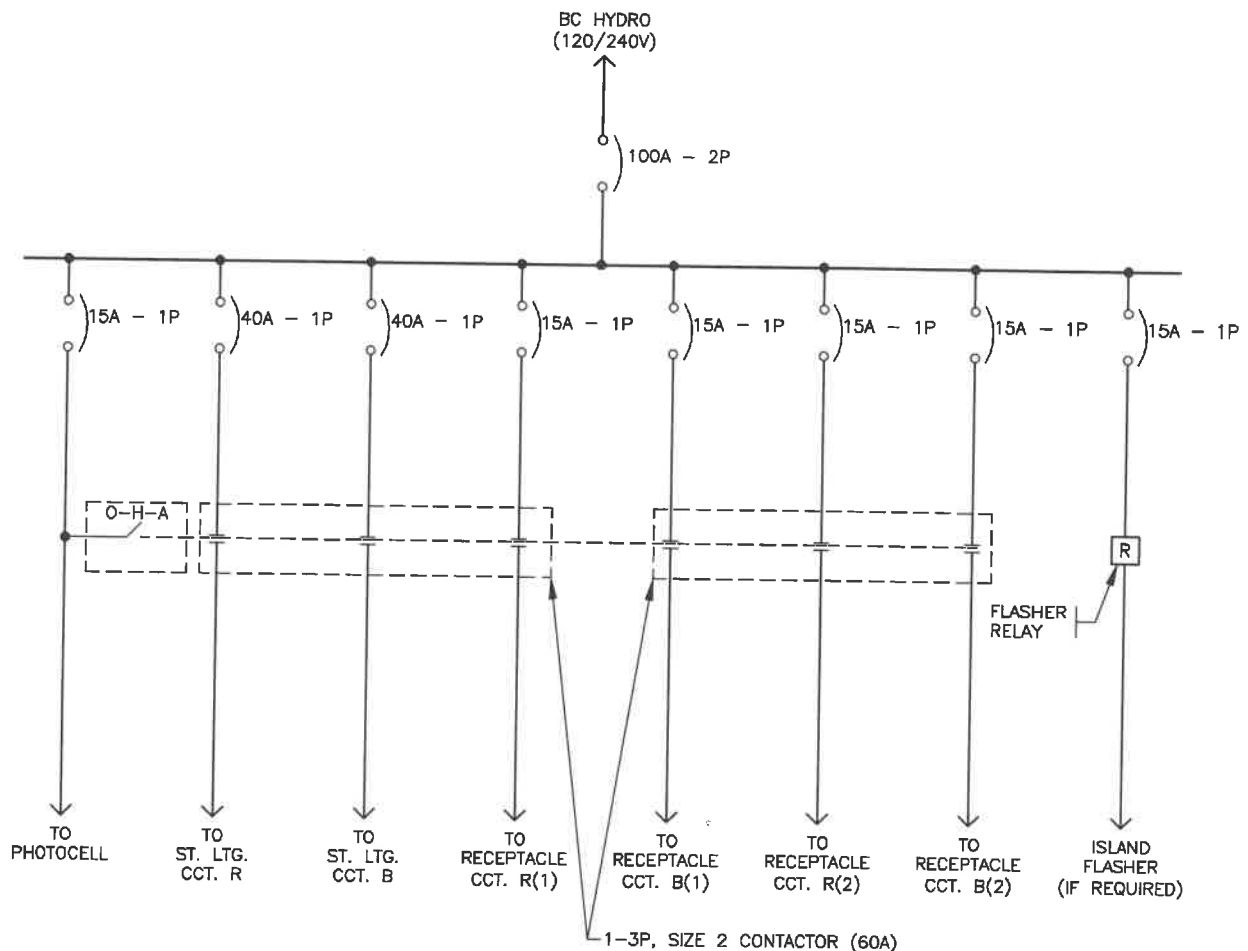 BC HYDRO
(120/240V)
100A - 2P
15A - 1P
40A - 1P
40A - 1P
15A - 1P
15A - 1P
15A - 1P
15A - 1P
15A - 1P
O-H-A
R
FLASHER
RELAY
TO
PHOTOCELL
TO
ST. LTG.
CCT. R
TO
ST. LTG.
CCT. B
TO
RECEPTACLE
CCT. R(1)
TO
RECEPTACLE
CCT. B(1)
TO
RECEPTACLE
CCT. R(2)
TO
RECEPTACLE
CCT. B(2)
ISLAND
FLASHER
(IF REQUIRED)
1-3P, SIZE 2 CONTACTOR (60A)